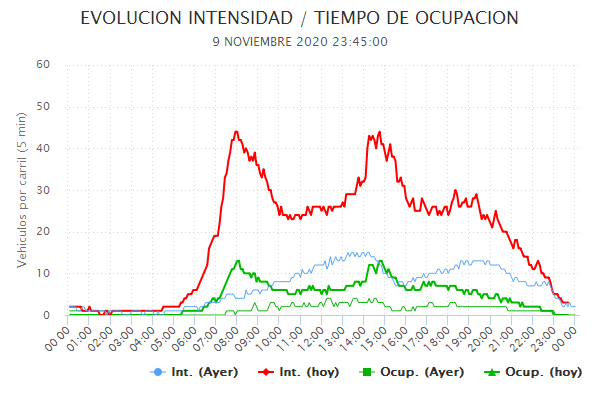 EVOLUCION INTENSIDAD / TIEMPO DE OCUPACION
9 NOVIEMBRE 2020 23:45:00
Vehiculos por carril (5 min)
60
50
40
30
20
10
0
00:00 01:00 02:00 03:00 04:00 05:00 06:00 07:00 08:00 09:00 10:00 11:00 12:00 13:00 14:00 15:00 16:00 17:00 18:00 19:00 20:00 21:00 22:00 23:00 00:00
Int. (Ayer) Int. (hoy) Ocup. (Ayer) Ocup. (hoy)